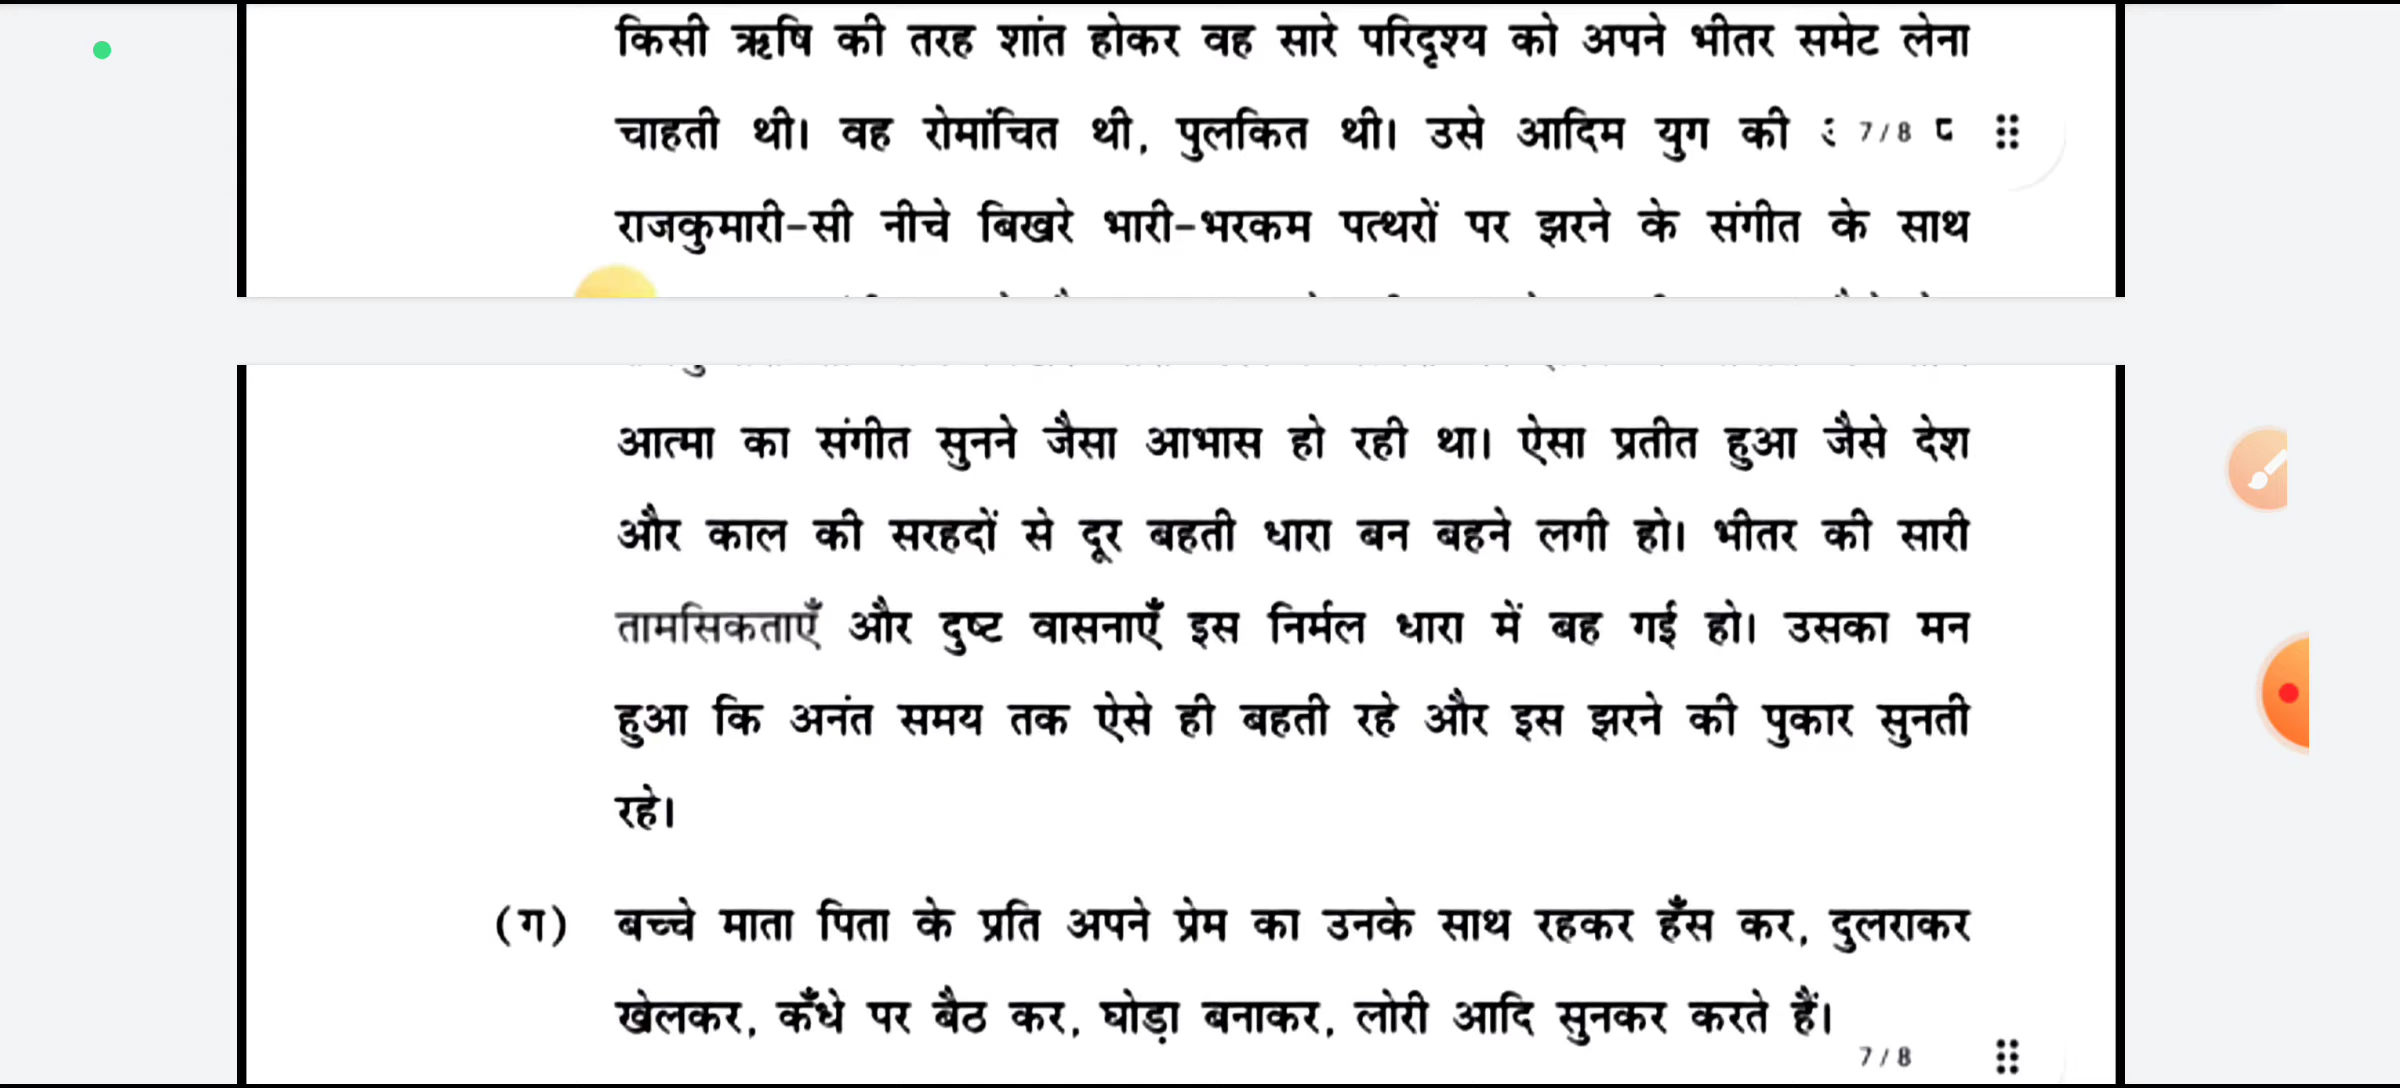 किसी ऋषि की तरह शांत होकर वह सारे परिदृश्य को अपने भीतर समेट लेना
चाहती थी। वह रोमांचित थी, पुलकित थी। उसे आदिम युग की
7 / 8
राजकुमारी-सी नीचे बिखरे भारी-भरकम पत्थरों पर झरने के संगीत के साथ
आत्मा का संगीत सुनने जैसा आभास हो रही था। ऐसा प्रतीत हुआ जैसे देश
और काल की सरहदों से दूर बहती धारा बन बहने लगी हो। भीतर की सारी
तामसिकताएँ और दुष्ट वासनाएँ इस निर्मल धारा में बह गई हो। उसका मन
हुआ कि अनंत समय तक ऐसे ही बहती रहे और इस झरने की पुकार सुनती
रहे।
(ग) बच्चे माता पिता के प्रति अपने प्रेम का उनके साथ रहकर हँस कर, दुलराकर
खेलकर, कँधे पर बैठ कर, घोड़ा बनाकर, लोरी आदि सुनकर करते हैं।
7 / 8